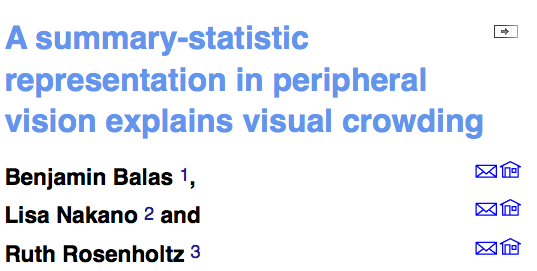 A summary-statistic
representation in peripheral
vision explains visual crowding
Benjamin Balas 1,
Lisa Nakano 2 and
Ruth Rosenholtz 3